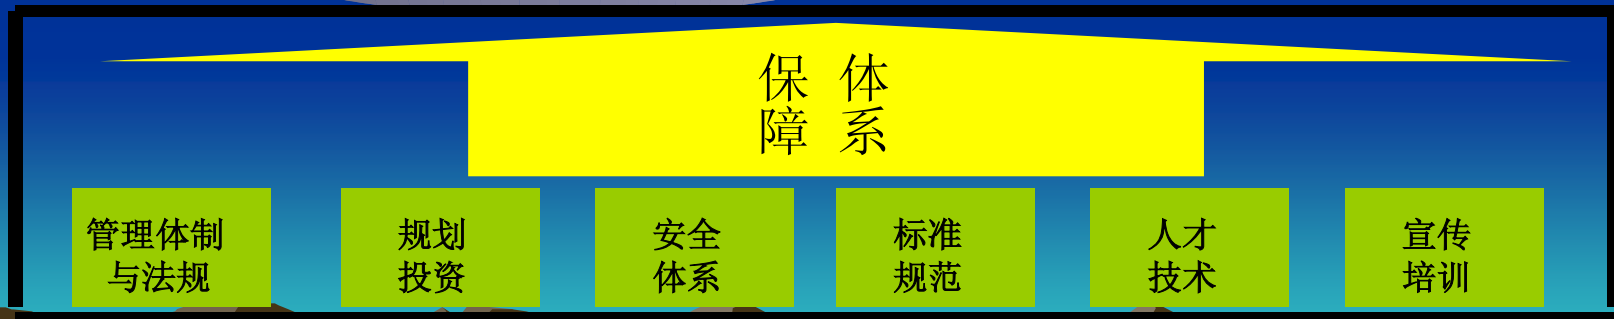 保 体
障 系
管理体制
与法规
规划
投资
安全
体系
标准
规范
人才
技术
宣传
培训